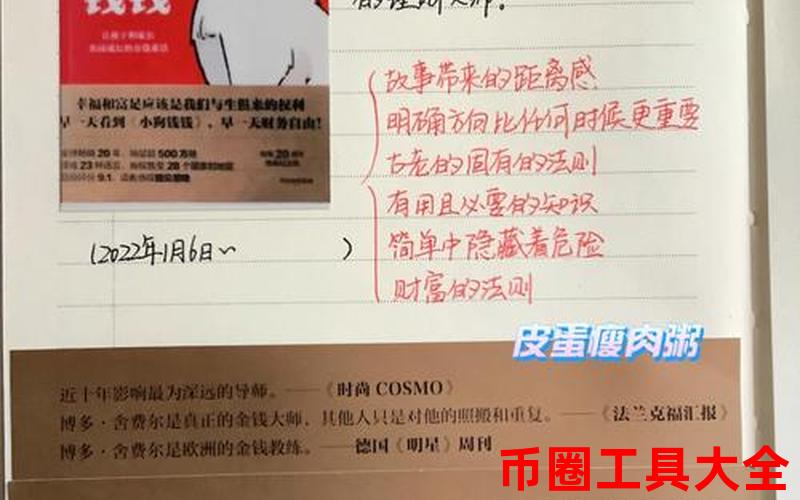 钱钱
幸福和富足应该是我们与生俱来的权利
早一天看到《小狗钱钱》，早一天财务自由！
故事带来的距离感
明确方向比任何时候更重要
古老的固有的法则
有用且必要的知识
简单中隐藏着危险
财富的法则
（2022年1月6日~ ）
皮蛋瘦肉粥
近十年影响最为深远的导师。——《时尚COSMO》
博多·舍费尔是真正的金钱大师，其他人只是对他的照搬和重复。——《法兰克福汇报》
博多·舍费尔是欧洲的金钱教练。——德国《明星》周刊
币圈工具大全